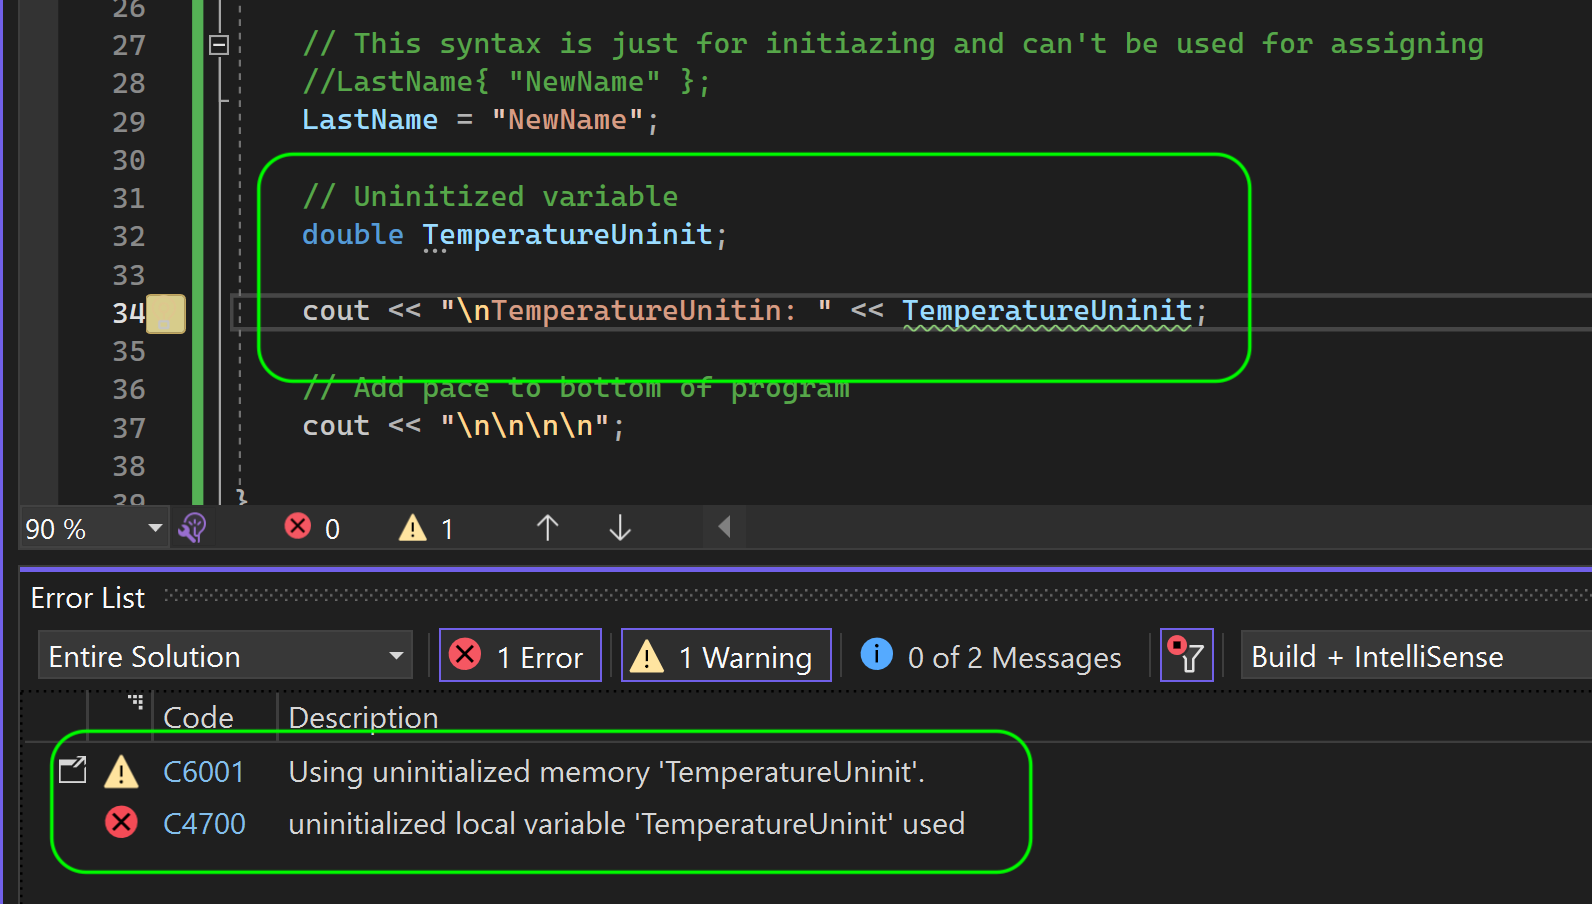 26
27 // This syntax is just for initiazing and can't be used for assigning
28 //LastName{ "NewName" };
29 LastName = "NewName";
30
31 // Uninitized variable
32 double TemperatureUninit;
33
34 cout << "\nTemperatureUnitin: " << TemperatureUninit;
35
36 // Add pace to bottom of program
37 cout << "\n\n\n\n";
38
39 }
90 % 0 1
Error List
Entire Solution 1 Error 1 Warning 0 of 2 Messages Build + IntelliSense
Code Description
C6001 Using uninitialized memory 'TemperatureUninit'.
C4700 uninitialized local variable 'TemperatureUninit' used